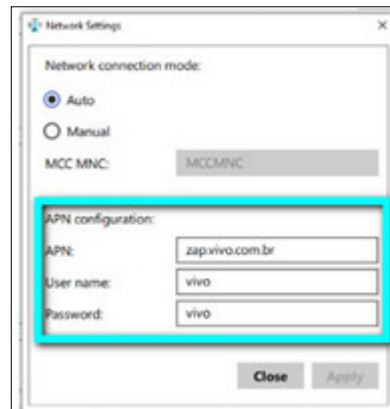 Network Settings
Network connection mode:
Auto
Manual
MCC MNC: MCCMNC
APN configuration:
APN: zap.vivo.com.br
User name: vivo
Password: vivo
Close Apply